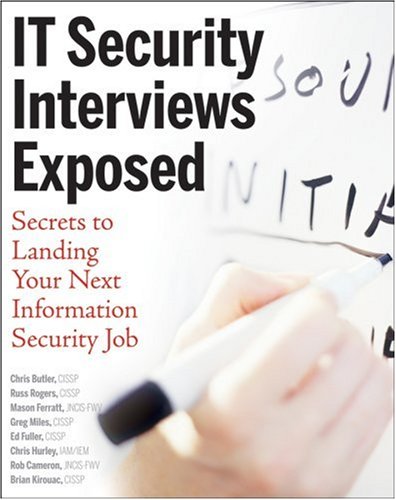 IT Security
Interviews
Exposed
Secrets to
Landing
Your Next
Information
Security Job
Chris Butler, CISSP
Russ Rogers, CISSP
Mason Ferratt, JNCIS-FWV
Greg Miles, CISSP
Ed Fuller, CISSP
Chris Hurley, IAM/IEM
Rob Cameron, JNCIS-FWV
Brian Kirouac, CISSP
SOU
INITIA